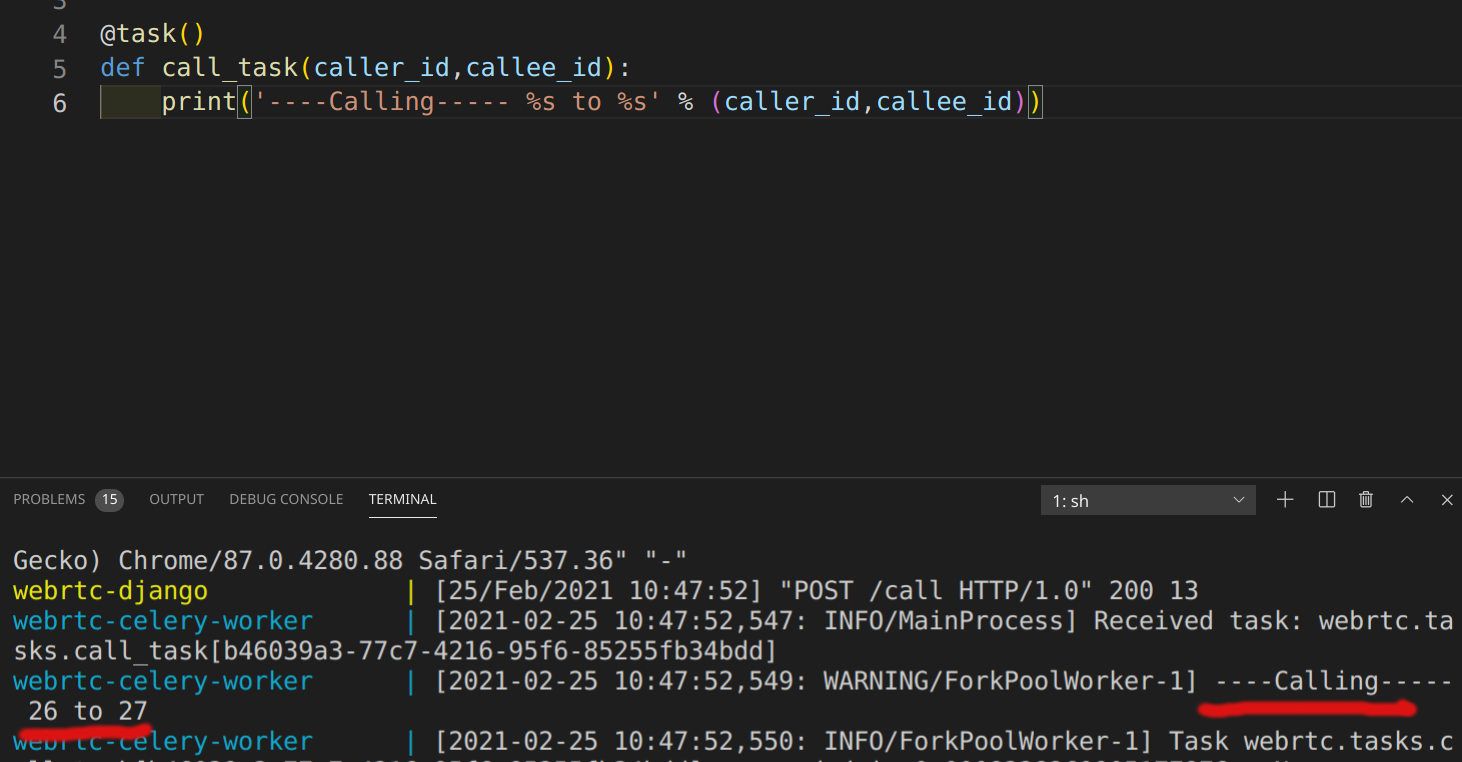 3
4 @task()
5 def call_task(caller_id,callee_id):
6 print('----Calling----- %s to %s' % (caller_id,callee_id))
PROBLEMS 15 OUTPUT DEBUG CONSOLE TERMINAL 1: sh
Gecko) Chrome/87.0.4280.88 Safari/537.36" "-"
webrtc-django | [25/Feb/2021 10:47:52] "POST /call HTTP/1.0" 200 13
webrtc-celery-worker | [2021-02-25 10:47:52,547: INFO/MainProcess] Received task: webrtc.ta
sks.call_task[b46039a3-77c7-4216-95f6-85255fb34bdd]
webrtc-celery-worker | [2021-02-25 10:47:52,549: WARNING/ForkPoolWorker-1] ----Calling-----
26 to 27
webrtc-celery-worker | [2021-02-25 10:47:52,550: INFO/ForkPoolWorker-1] Task webrtc.tasks.c